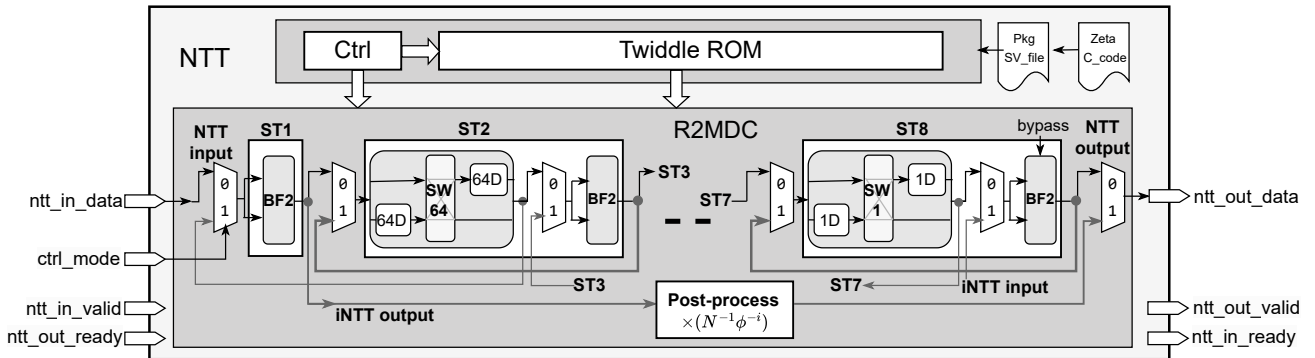 NTT
Ctrl
Twiddle ROM
Pkg
SV_file
Zeta
C_code
R2MDC
NTT
input
ST1
ST2
ST8
bypass
NTT
output
0
1
BF2
0
1
64D
SW
64
64D
0
1
BF2
ST3
ST7
0
1
1D
SW
1
1D
0
1
BF2
0
1
ntt_in_data
ctrl_mode
ntt_in_valid
ntt_out_ready
ntt_out_data
ntt_out_valid
ntt_in_ready
ST3
ST7
iNTT input
iNTT output
Post-process
×(N⁻¹ϕ⁻ⁱ)